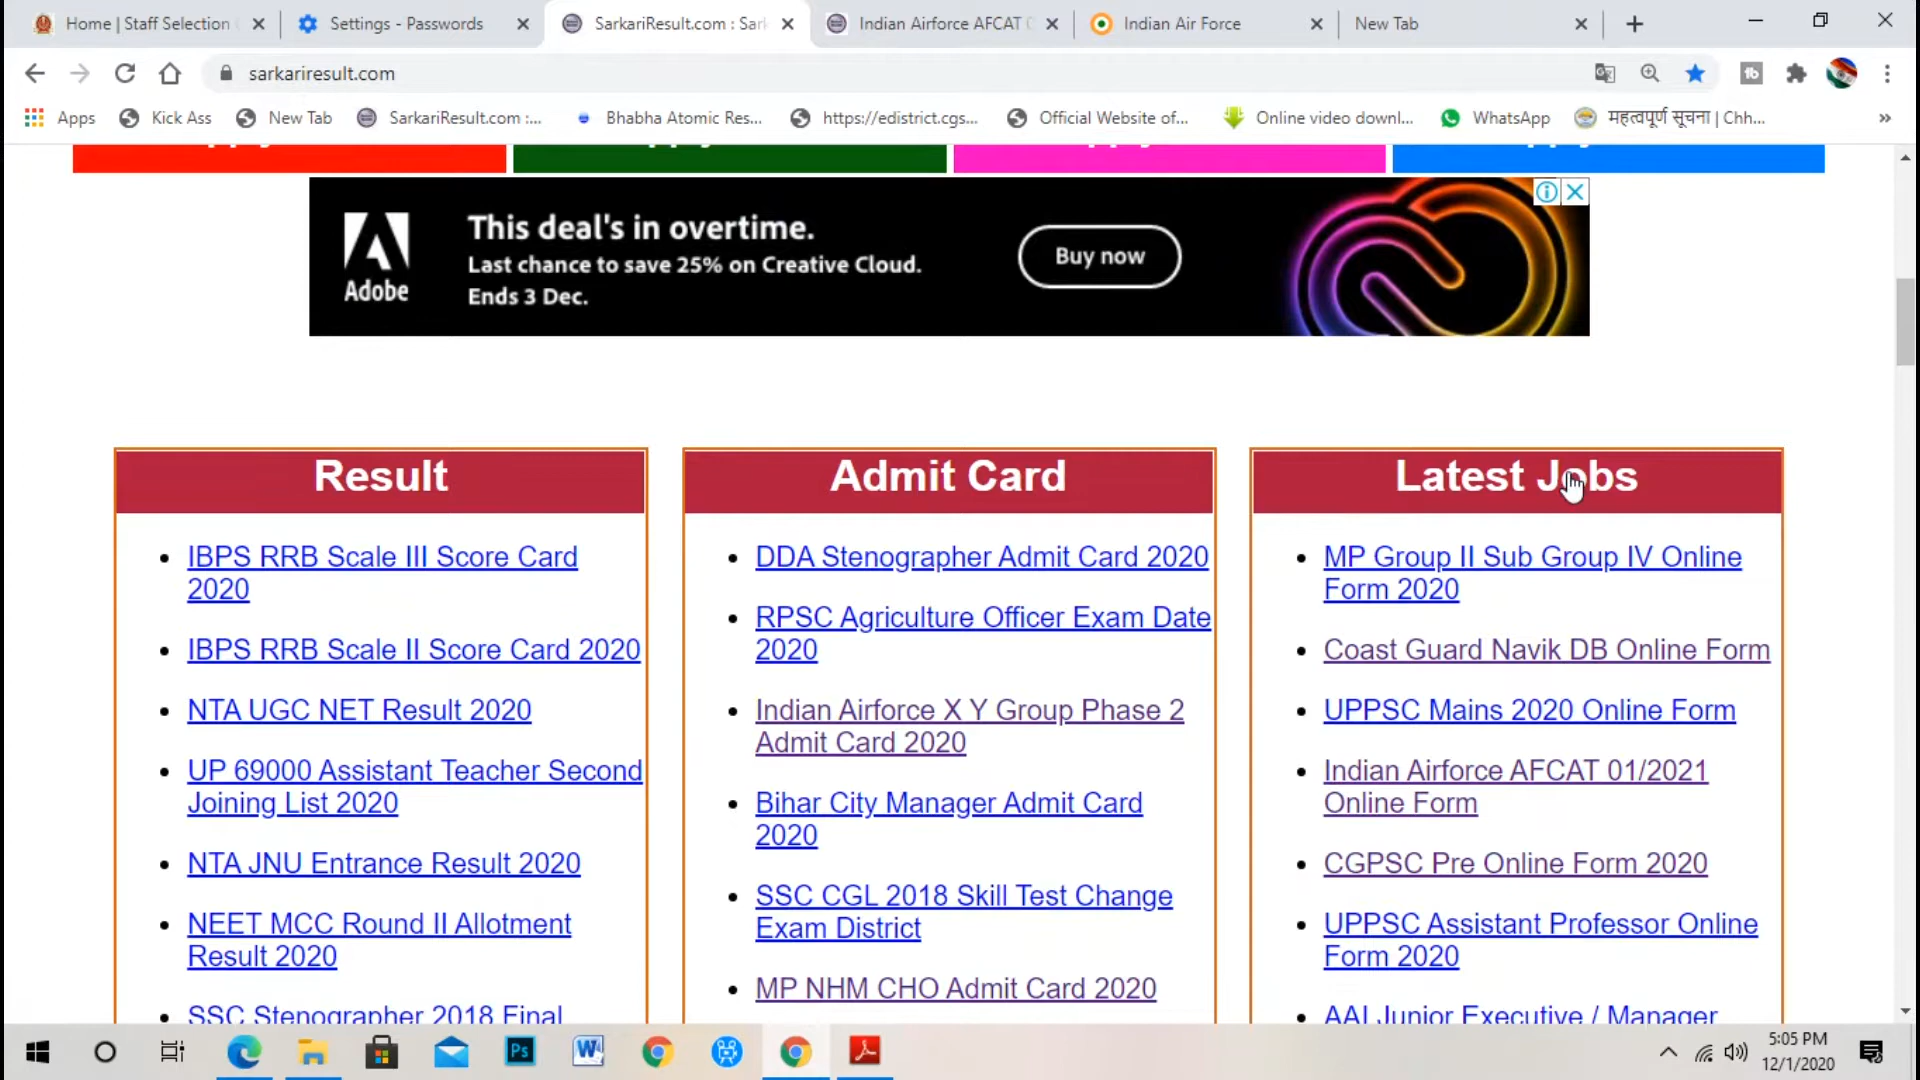 Home | Staff Selection
Settings - Passwords
SarkariResult.com : Sark
Indian Airforce AFCAT 0
Indian Air Force
New Tab
sarkariresult.com
Apps
Kick Ass
New Tab
SarkariResult.com :...
Bhabha Atomic Res...
https://edistrict.cgs...
Official Website of...
Online video downl...
WhatsApp
महत्वपूर्ण सूचना | Chh...
»
Adobe
This deal's in overtime.
Last chance to save 25% on Creative Cloud.
Ends 3 Dec.
Buy now
Result
IBPS RRB Scale III Score Card
2020
IBPS RRB Scale II Score Card 2020
NTA UGC NET Result 2020
UP 69000 Assistant Teacher Second
Joining List 2020
NTA JNU Entrance Result 2020
NEET MCC Round II Allotment
Result 2020
SSC Stenographer 2018 Final
Admit Card
DDA Stenographer Admit Card 2020
RPSC Agriculture Officer Exam Date
2020
Indian Airforce X Y Group Phase 2
Admit Card 2020
Bihar City Manager Admit Card
2020
SSC CGL 2018 Skill Test Change
Exam District
MP NHM CHO Admit Card 2020
Latest Jobs
MP Group II Sub Group IV Online
Form 2020
Coast Guard Navik DB Online Form
UPPSC Mains 2020 Online Form
Indian Airforce AFCAT 01/2021
Online Form
CGPSC Pre Online Form 2020
UPPSC Assistant Professor Online
Form 2020
AAI Junior Executive / Manager
Ps
W
5:05 PM
12/1/2020